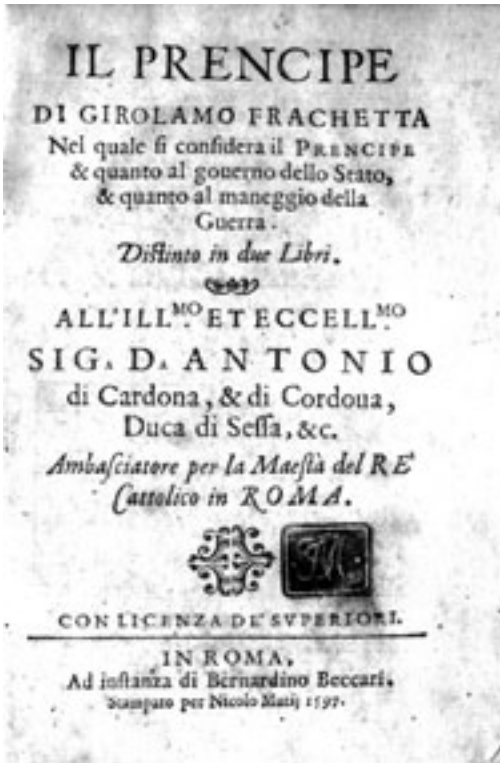 IL PRENCIPE
DI GIROLAMO FRACHETTA
Nel quale ſi conſidera il PRENCIPE
& quanto al gouerno dello Stato,
& quanto al maneggio della
Guerra.
Diſtinto in due Libri.
ALL'ILL.MO ET ECCELL.MO
SIG. D. ANTONIO
di Cardona, & di Cordoua,
Duca di Seſſa, &c.
Ambaſciatore per la Maeſtà del RE
Cattolico in ROMA.
CON LICENZA DE' SVPERIORI.
IN ROMA,
Ad inſtanza di Bernardino Beccari.
Stampato per Nicolo Mutij 1597.